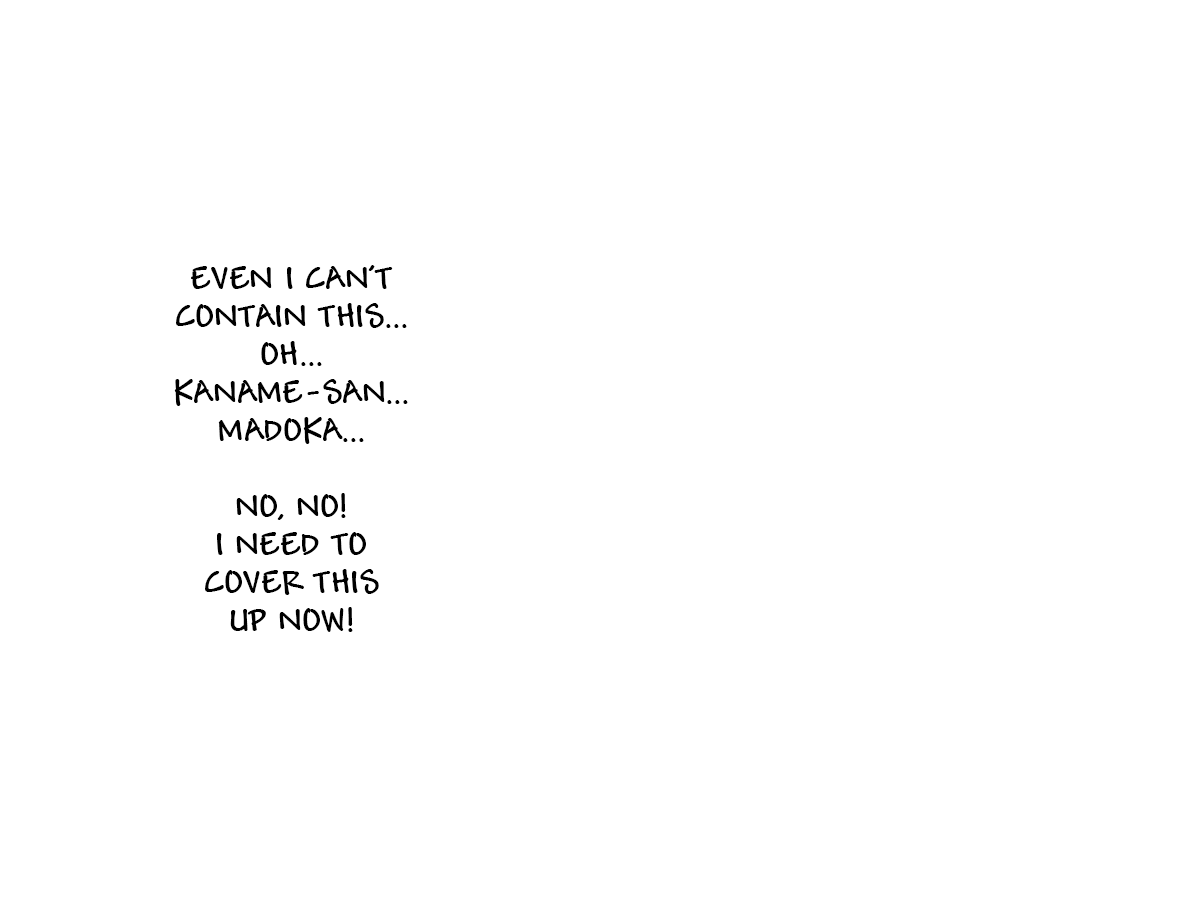 EVEN I CAN'T
CONTAIN THIS...
OH...
KANAME-SAN...
MADOKA...
NO, NO!
I NEED TO
COVER THIS
UP NOW!